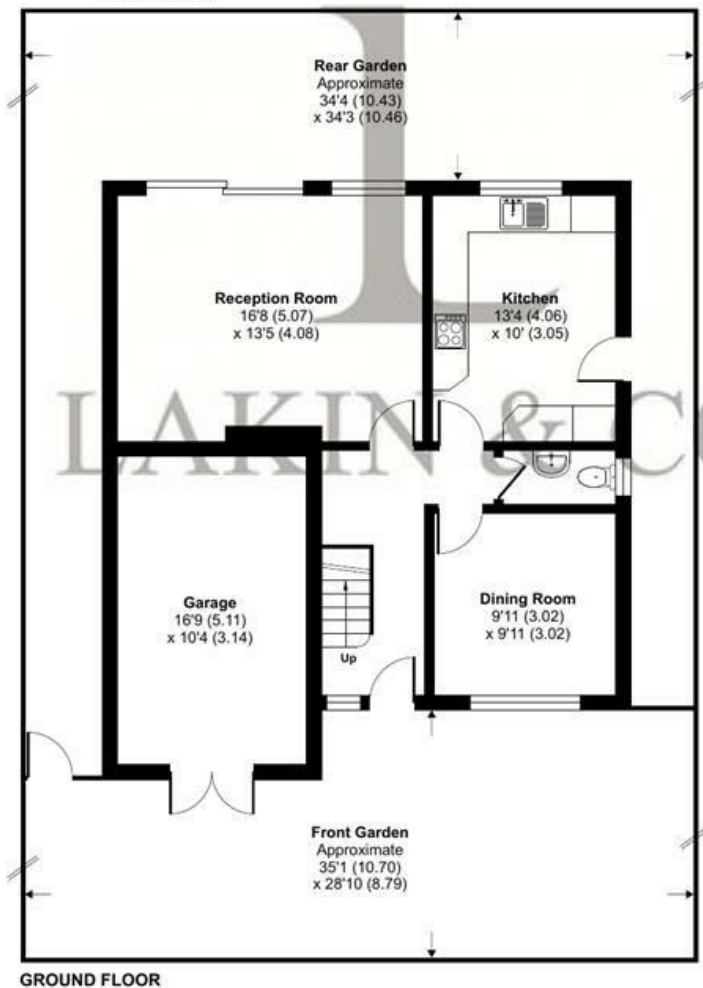 Rear Garden
Approximate
34'4 (10.43)
x 34'3 (10.46)
Reception Room
16'8 (5.07)
x 13'5 (4.08)
Kitchen
13'4 (4.06)
x 10' (3.05)
LAKIN & CO
Garage
16'9 (5.11)
x 10'4 (3.14)
Up
Dining Room
9'11 (3.02)
x 9'11 (3.02)
Front Garden
Approximate
35'1 (10.70)
x 28'10 (8.79)
GROUND FLOOR